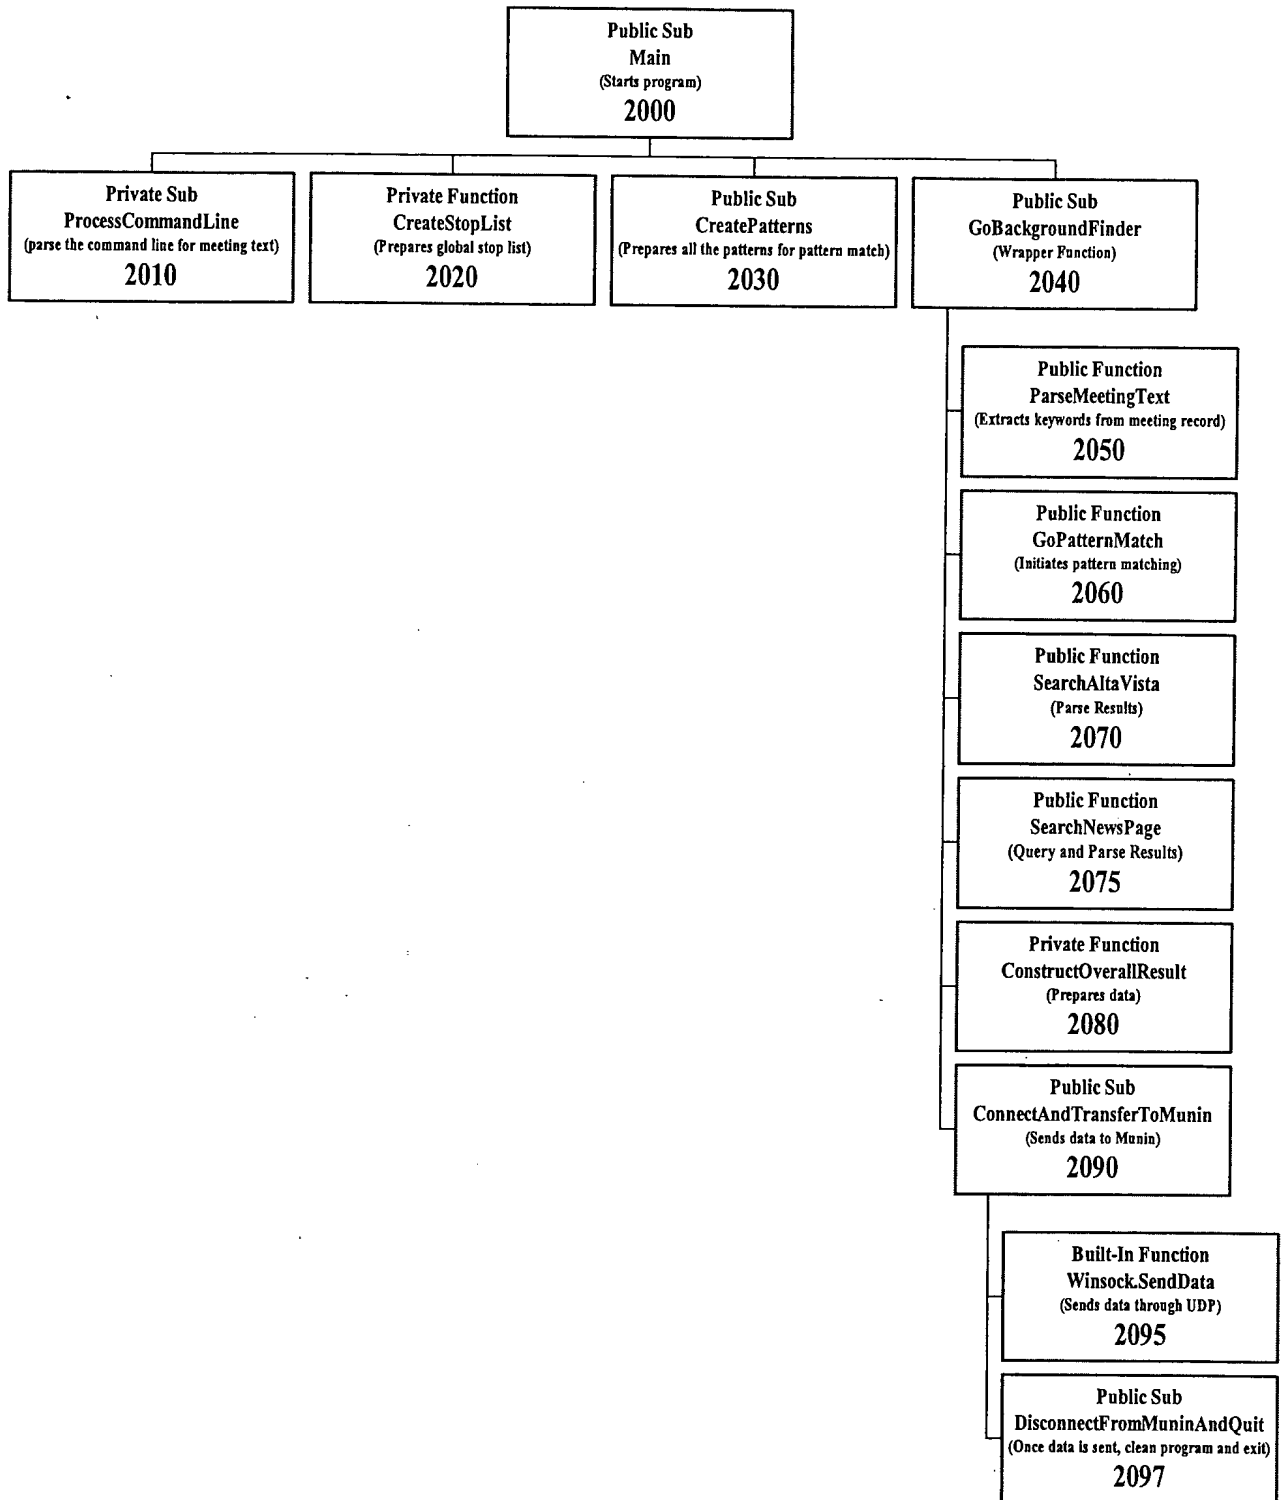 Public Sub
Main
(Starts program)
2000
Private Sub
ProcessCommandLine
(parse the command line for meeting text)
2010
Private Function
CreateStopList
(Prepares global stop list)
2020
Public Sub
CreatePatterns
(Prepares all the patterns for pattern match)
2030
Public Sub
GoBackgroundFinder
(Wrapper Function)
2040
Public Function
ParseMeetingText
(Extracts keywords from meeting record)
2050
Public Function
GoPatternMatch
(Initiates pattern matching)
2060
Public Function
SearchAltaVista
(Parse Results)
2070
Public Function
SearchNewsPage
(Query and Parse Results)
2075
Private Function
ConstructOverallResult
(Prepares data)
2080
Public Sub
ConnectAndTransferToMunin
(Sends data to Munin)
2090
Built-In Function
Winsock.SendData
(Sends data through UDP)
2095
Public Sub
DisconnectFromMuninAndQuit
(Once data is sent, clean program and exit)
2097